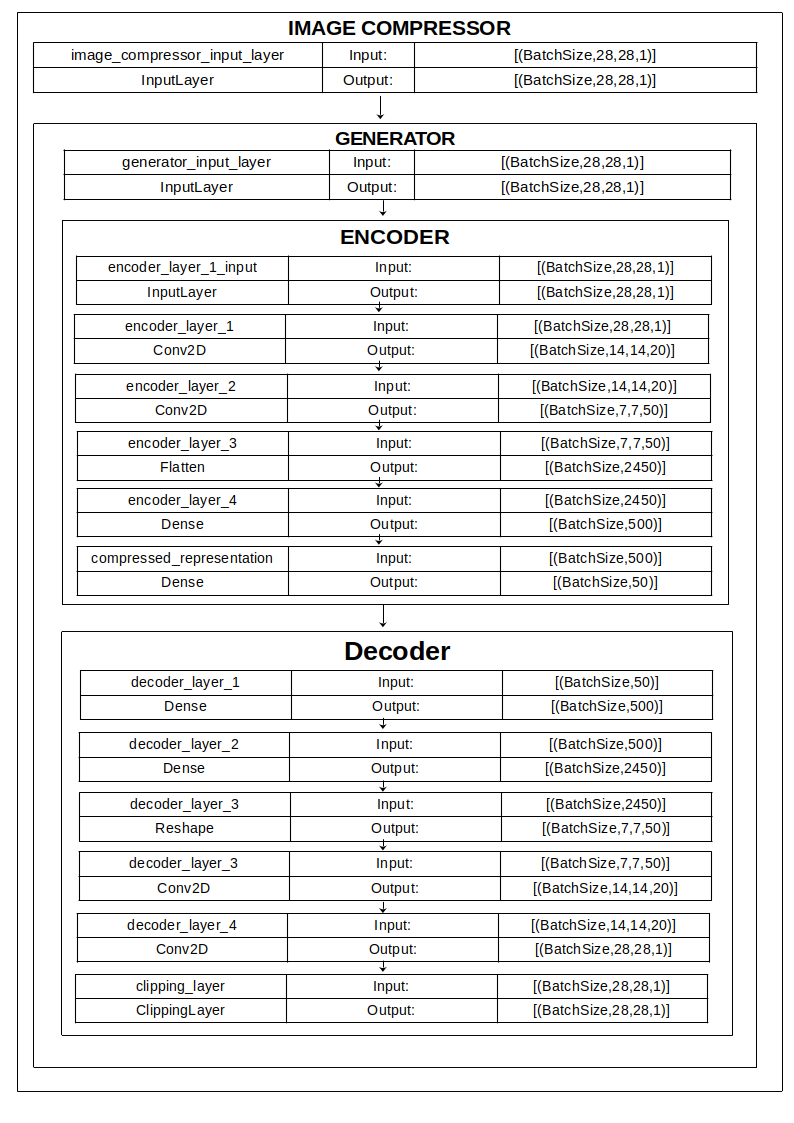 IMAGE COMPRESSOR
image_compressor_input_layer Input: [(BatchSize,28,28,1)]
InputLayer Output: [(BatchSize,28,28,1)]
GENERATOR
generator_input_layer Input: [(BatchSize,28,28,1)]
InputLayer Output: [(BatchSize,28,28,1)]
ENCODER
encoder_layer_1_input Input: [(BatchSize,28,28,1)]
InputLayer Output: [(BatchSize,28,28,1)]
encoder_layer_1 Input: [(BatchSize,28,28,1)]
Conv2D Output: [(BatchSize,14,14,20)]
encoder_layer_2 Input: [(BatchSize,14,14,20)]
Conv2D Output: [(BatchSize,7,7,50)]
encoder_layer_3 Input: [(BatchSize,7,7,50)]
Flatten Output: [(BatchSize,2450)]
encoder_layer_4 Input: [(BatchSize,2450)]
Dense Output: [(BatchSize,500)]
compressed_representation Input: [(BatchSize,500)]
Dense Output: [(BatchSize,50)]
Decoder
decoder_layer_1 Input: [(BatchSize,50)]
Dense Output: [(BatchSize,500)]
decoder_layer_2 Input: [(BatchSize,500)]
Dense Output: [(BatchSize,2450)]
decoder_layer_3 Input: [(BatchSize,2450)]
Reshape Output: [(BatchSize,7,7,50)]
decoder_layer_3 Input: [(BatchSize,7,7,50)]
Conv2D Output: [(BatchSize,14,14,20)]
decoder_layer_4 Input: [(BatchSize,14,14,20)]
Conv2D Output: [(BatchSize,28,28,1)]
clipping_layer Input: [(BatchSize,28,28,1)]
ClippingLayer Output: [(BatchSize,28,28,1)]